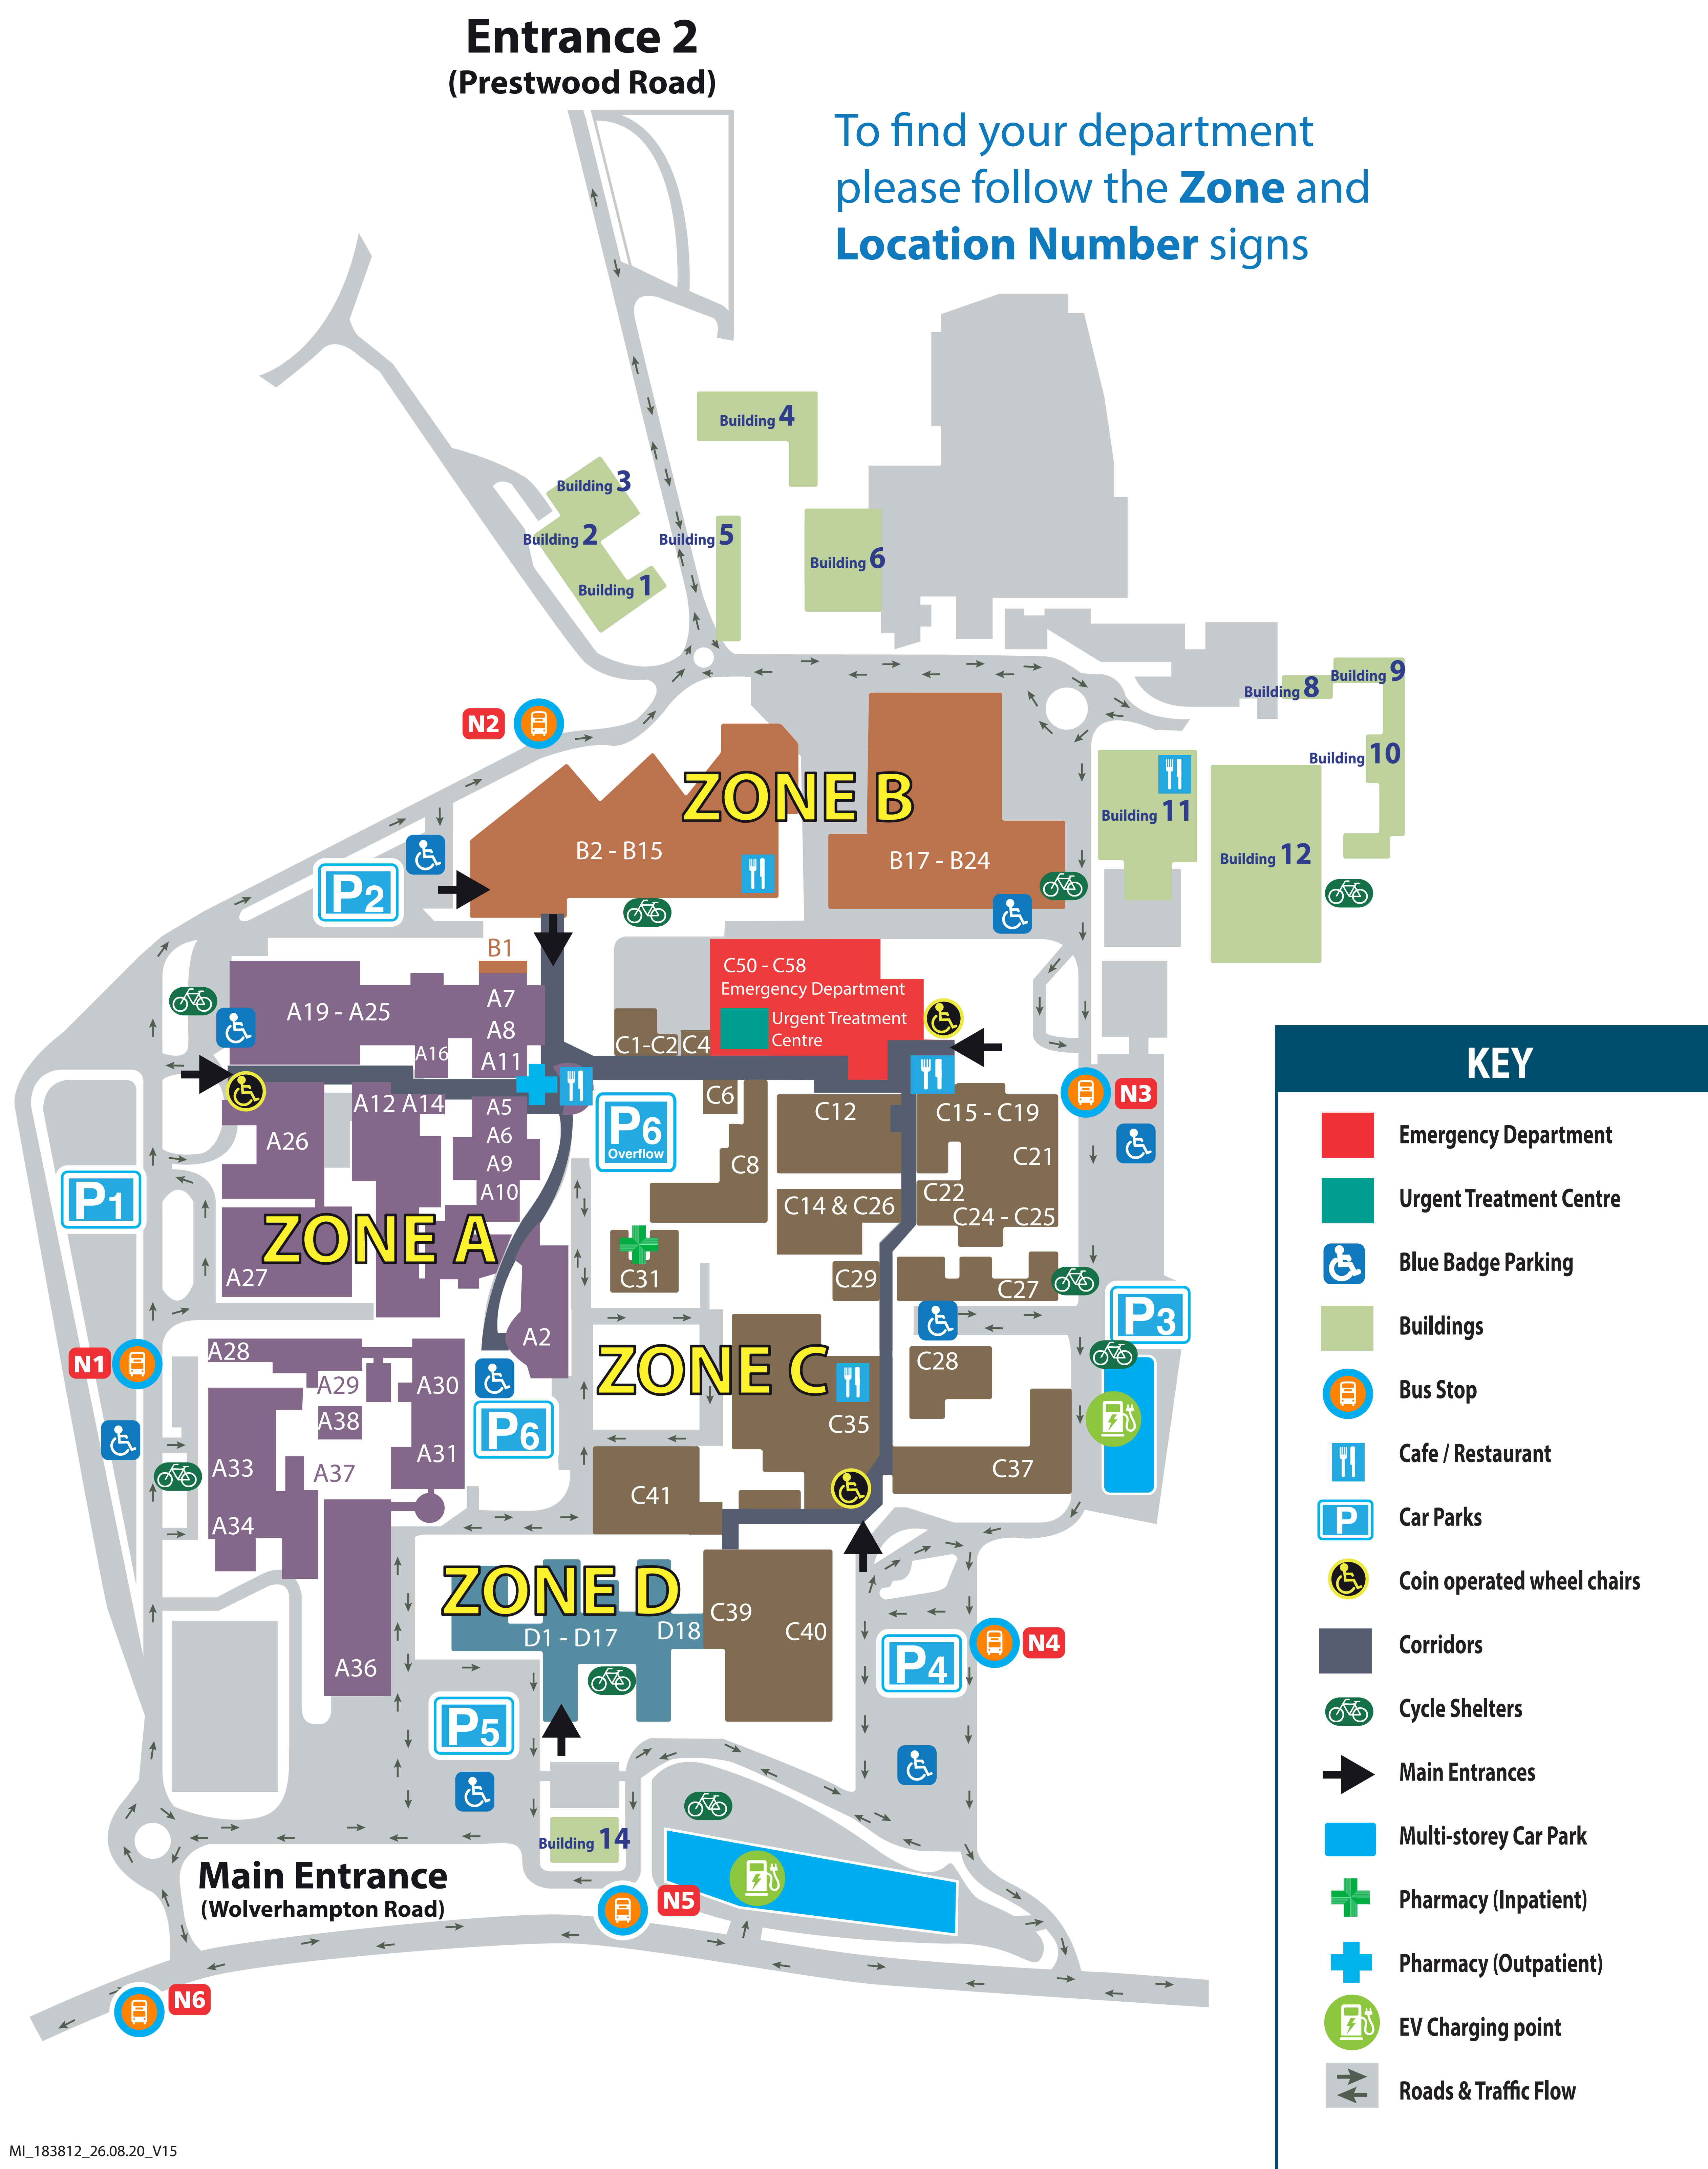 Entrance 2
(Prestwood Road)
To find your department
please follow the Zone and
Location Number signs
Building 4
Building 3
Building 2
Building 5
Building 6
Building 1
Building 9
Building 8
N2
Building 10
ZONE B
Building 11
B2 - B15
B17 - B24
Building 12
P2
B1
C50 - C58
Emergency Department
A7
A19 - A25
Urgent Treatment
Centre
A8
C1-C2
C4
A16
A11
N3
C6
A12
A14
A5
C12
C15 - C19
P6
Overflow
A6
A26
C21
A9
C8
A10
C22
P1
C14 & C26
C24 - C25
ZONE A
A27
C31
C29
C27
P3
A2
A28
N1
ZONE C
C28
A29
A30
A38
C35
P6
A31
A33
A37
C37
C41
A34
ZONE D
C39
D1 - D17
D18
C40
N4
A36
P4
P5
Building 14
Main Entrance
(Wolverhampton Road)
N5
N6
KEY
Emergency Department
Urgent Treatment Centre
Blue Badge Parking
Buildings
Bus Stop
Cafe / Restaurant
P
Car Parks
Coin operated wheel chairs
Corridors
Cycle Shelters
Main Entrances
Multi-storey Car Park
Pharmacy (Inpatient)
Pharmacy (Outpatient)
EV Charging point
Roads & Traffic Flow
MI_183812_26.08.20_V15